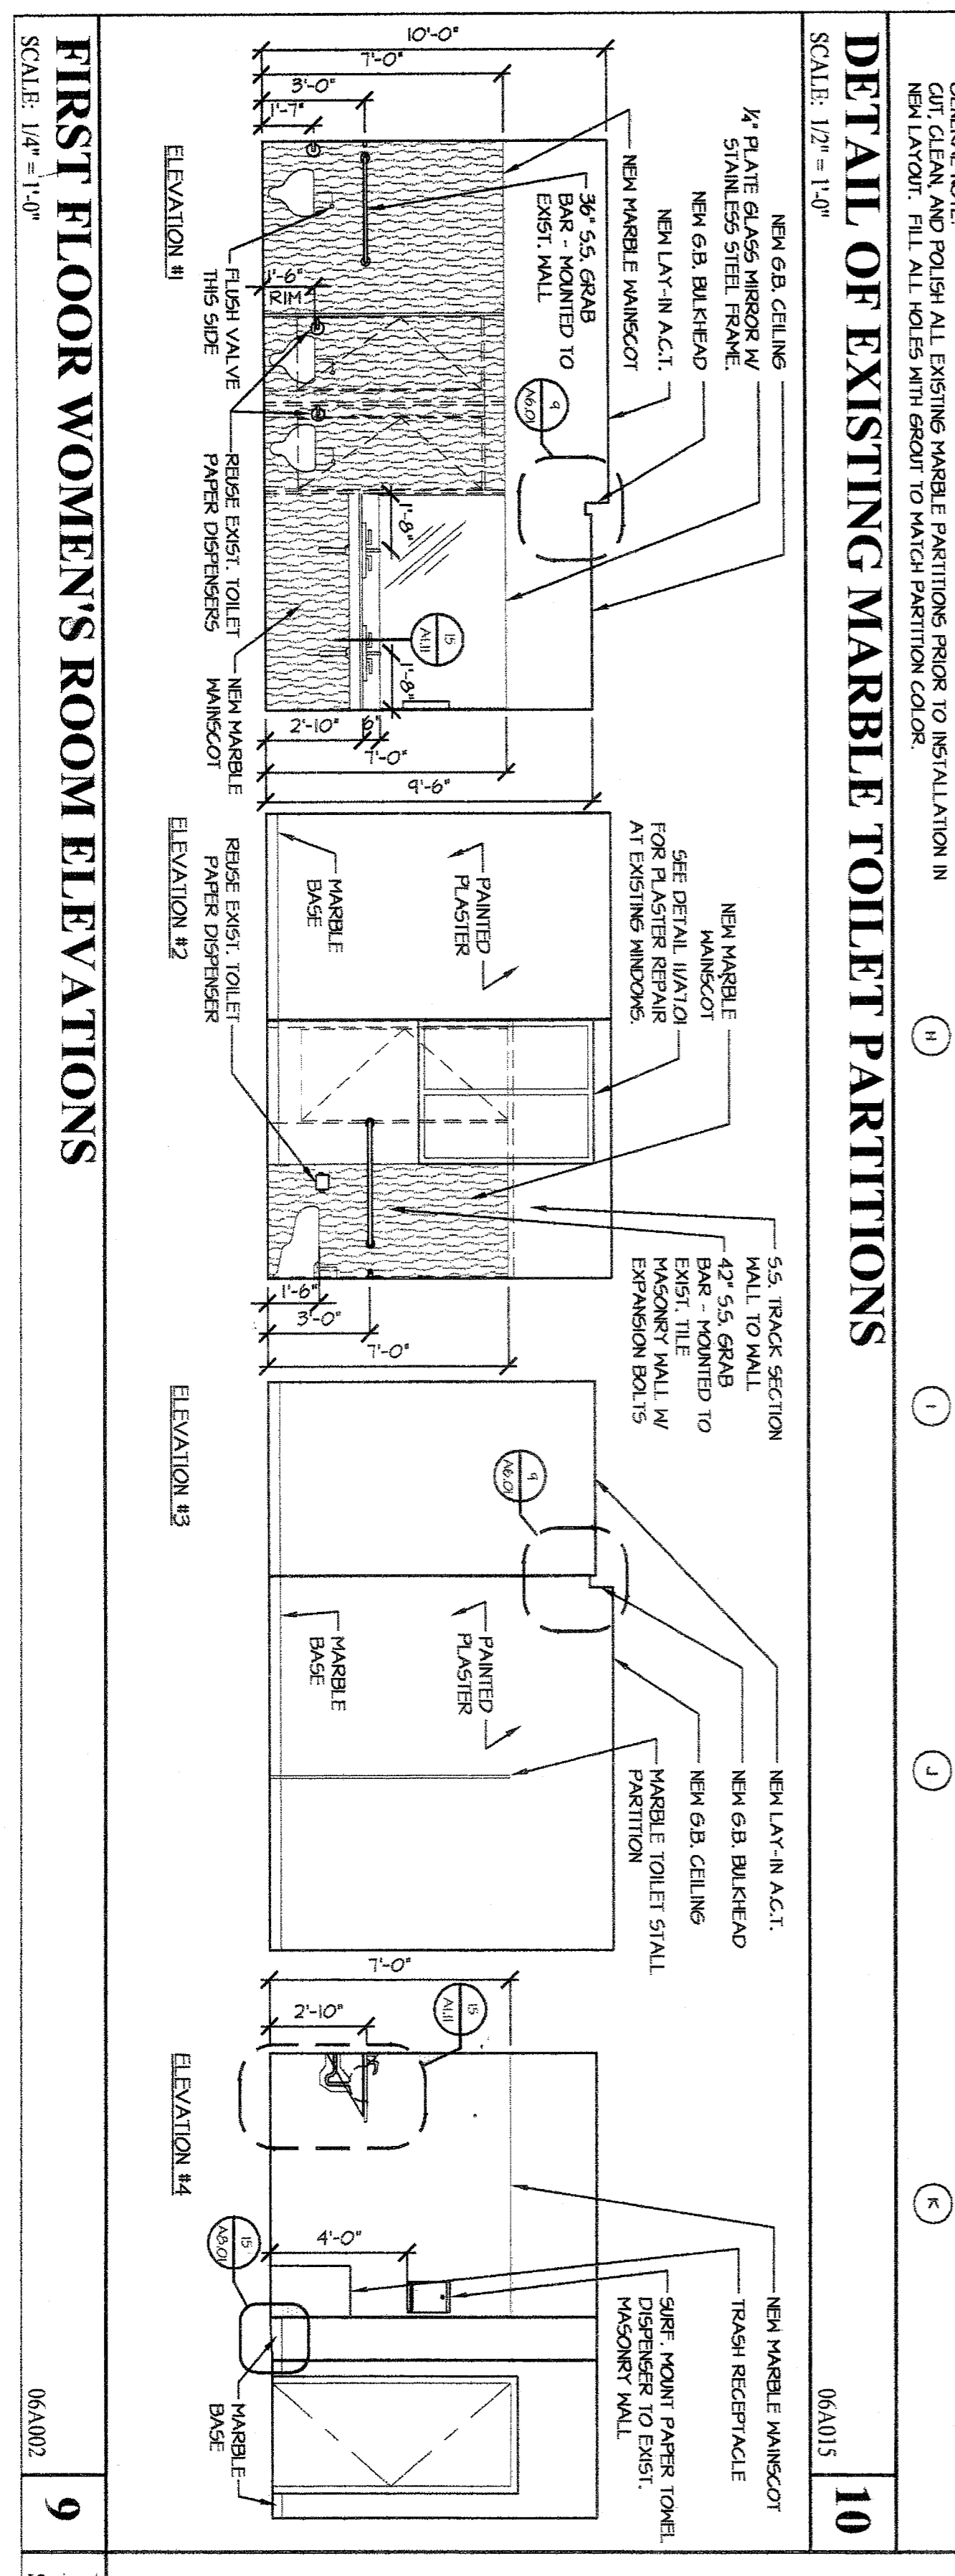 GENERAL NOTE:
CUT, CLEAN, AND POLISH ALL EXISTING MARBLE PARTITIONS PRIOR TO INSTALLATION IN
NEW LAYOUT. FILL ALL HOLES WITH GROUT TO MATCH PARTITION COLOR.
H
I
J
K
DETAIL OF EXISTING MARBLE TOILET PARTITIONS
SCALE: 1/2" = 1'-0"
06A015
10
NEW G.B. CEILING
1/4" PLATE GLASS MIRROR W/
STAINLESS STEEL FRAME.
NEW G.B. BULKHEAD
NEW LAY-IN A.C.T.
NEW MARBLE WAINSCOT
36" S.S. GRAB
BAR - MOUNTED TO
EXIST. WALL
9
A6.01
10'-0"
7'-0"
3'-0"
1'-7"
1'-6"
RIM
1'-8"
15
A1.11
1'-8"
2'-10"
6"
7'-0"
9'-6"
FLUSH VALVE
THIS SIDE
REUSE EXIST. TOILET
PAPER DISPENSERS
NEW MARBLE
WAINSCOT
ELEVATION #1
NEW MARBLE
WAINSCOT
SEE DETAIL 11/A7.01
FOR PLASTER REPAIR
AT EXISTING WINDOWS.
S.S. TRACK SECTION
WALL TO WALL
42" S.S. GRAB
BAR - MOUNTED TO
EXIST. TILE
MASONRY WALL W/
EXPANSION BOLTS
PAINTED
PLASTER
MARBLE
BASE
1'-6"
3'-0"
7'-0"
REUSE EXIST. TOILET
PAPER DISPENSER
ELEVATION #2
NEW LAY-IN A.C.T.
NEW G.B. BULKHEAD
NEW G.B. CEILING
MARBLE TOILET STALL
PARTITION
9
A6.01
PAINTED
PLASTER
MARBLE
BASE
ELEVATION #3
NEW MARBLE WAINSCOT
TRASH RECEPTACLE
SURF. MOUNT PAPER TOWEL
DISPENSER TO EXIST.
MASONRY WALL
15
A1.11
7'-0"
2'-10"
4'-0"
15
A8.01
MARBLE
BASE
ELEVATION #4
FIRST FLOOR WOMEN'S ROOM ELEVATIONS
SCALE: 1/4" = 1'-0"
06A002
9